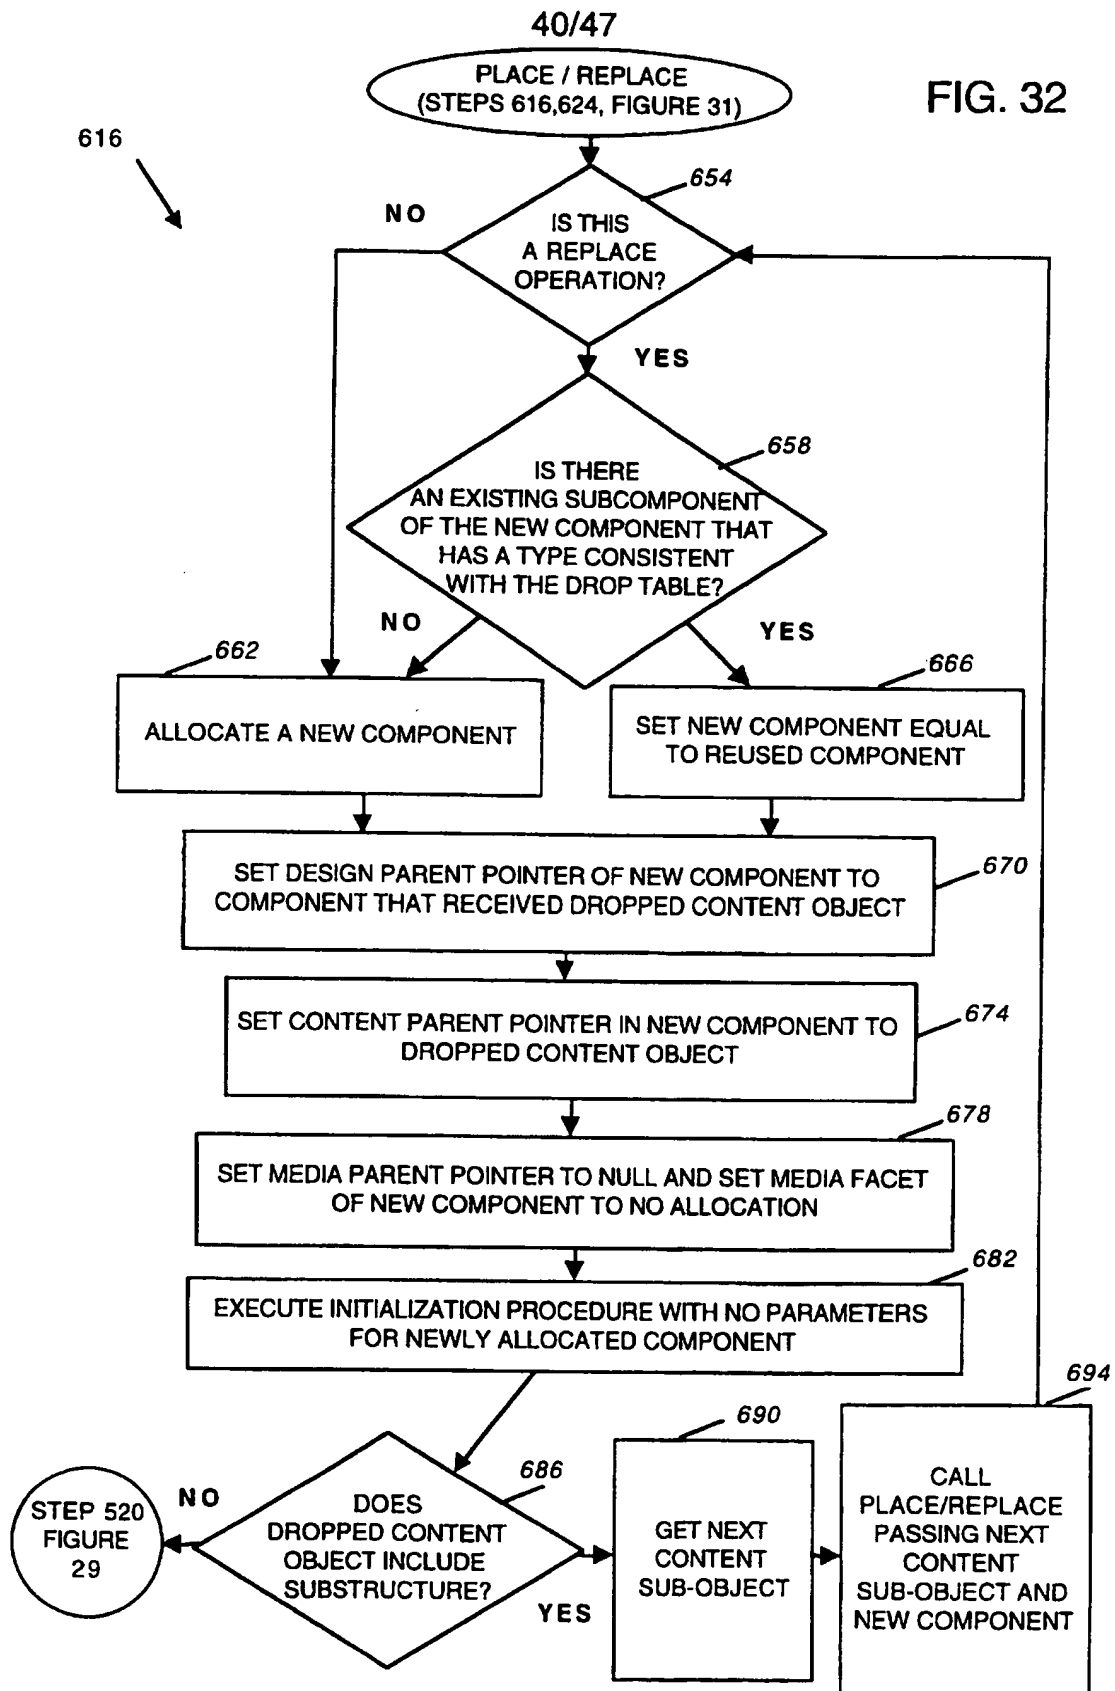 40/47
PLACE / REPLACE
(STEPS 616,624, FIGURE 31)
FIG. 32
616
654
NO
IS THIS
A REPLACE
OPERATION?
YES
658
IS THERE
AN EXISTING SUBCOMPONENT
OF THE NEW COMPONENT THAT
HAS A TYPE CONSISTENT
WITH THE DROP TABLE?
NO
YES
662
666
ALLOCATE A NEW COMPONENT
SET NEW COMPONENT EQUAL
TO REUSED COMPONENT
670
SET DESIGN PARENT POINTER OF NEW COMPONENT TO
COMPONENT THAT RECEIVED DROPPED CONTENT OBJECT
674
SET CONTENT PARENT POINTER IN NEW COMPONENT TO
DROPPED CONTENT OBJECT
678
SET MEDIA PARENT POINTER TO NULL AND SET MEDIA FACET
OF NEW COMPONENT TO NO ALLOCATION
682
EXECUTE INITIALIZATION PROCEDURE WITH NO PARAMETERS
FOR NEWLY ALLOCATED COMPONENT
686
DOES
DROPPED CONTENT
OBJECT INCLUDE
SUBSTRUCTURE?
NO
STEP 520
FIGURE
29
YES
690
GET NEXT
CONTENT
SUB-OBJECT
694
CALL
PLACE/REPLACE
PASSING NEXT
CONTENT
SUB-OBJECT AND
NEW COMPONENT